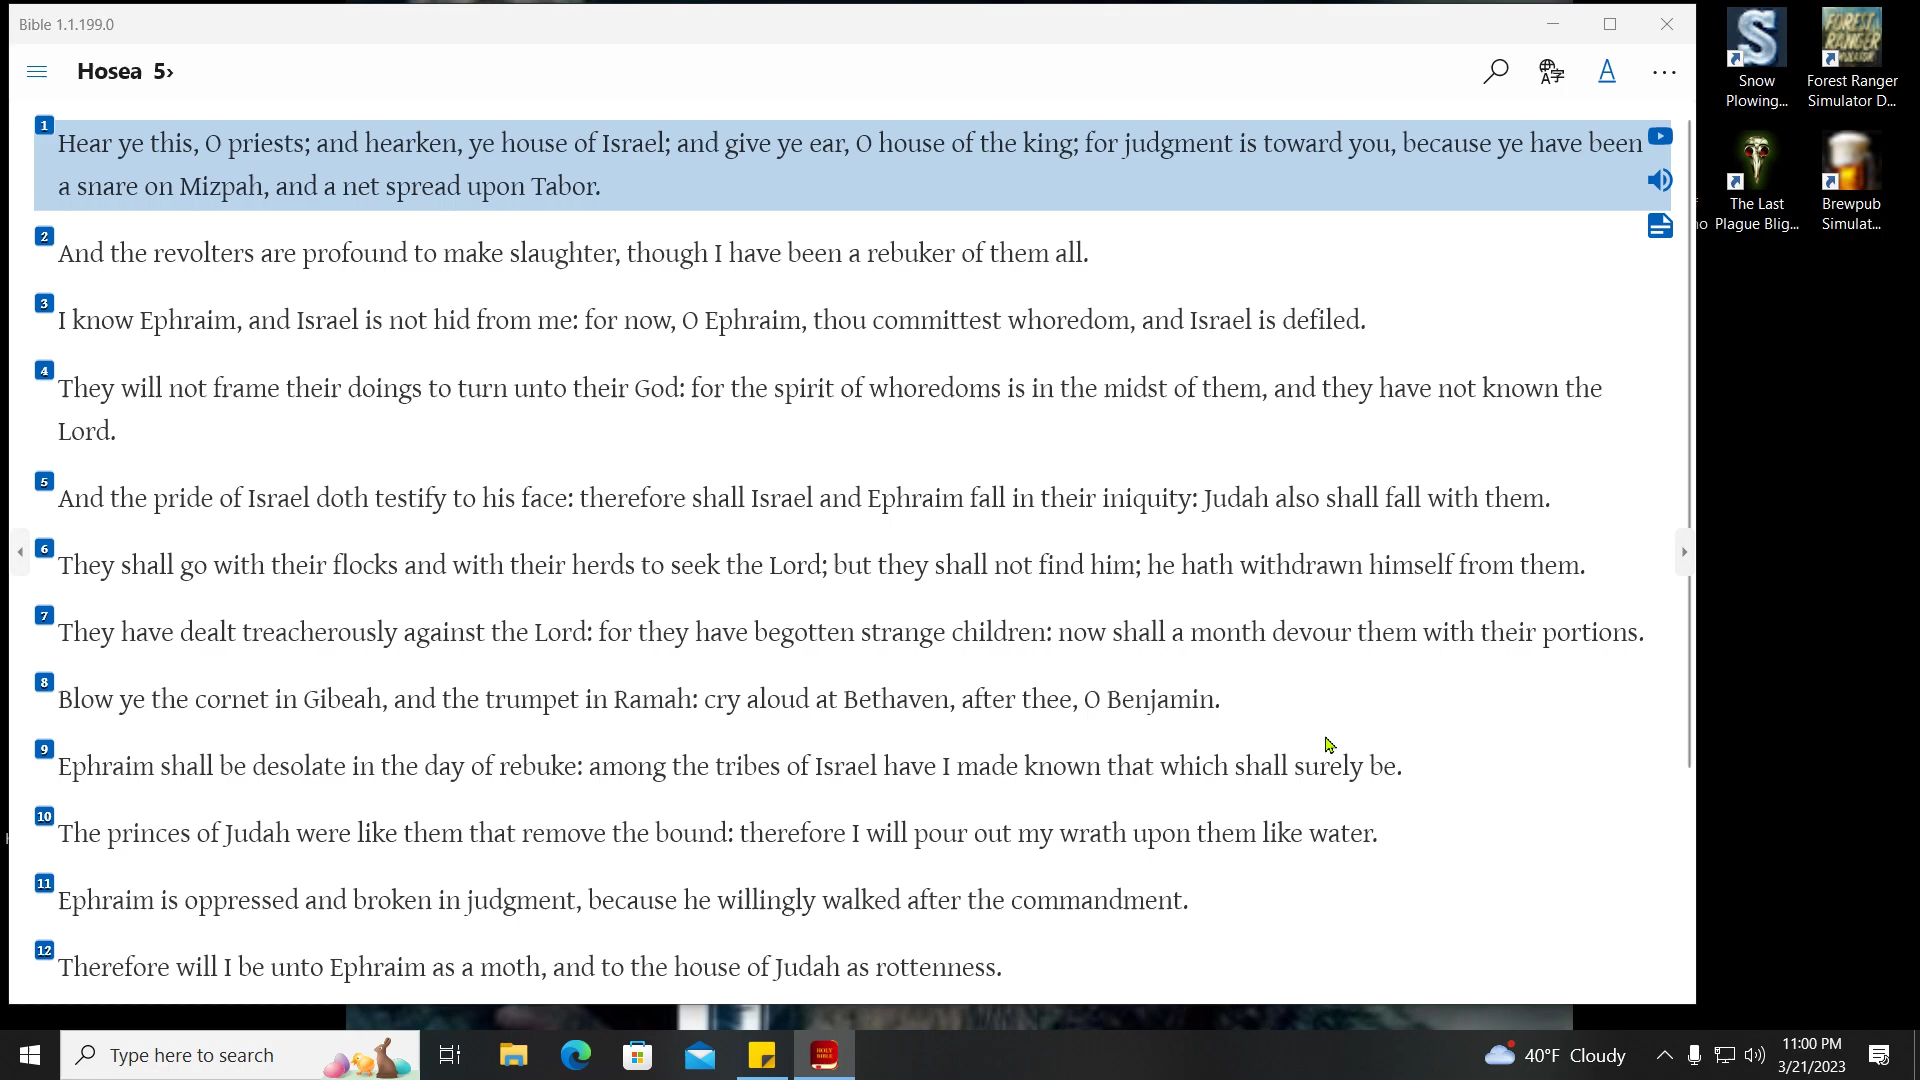 Bible 1.1.199.0
Hosea 5›
1
Hear ye this, O priests; and hearken, ye house of Israel; and give ye ear, O house of the king; for judgment is toward you, because ye have been
a snare on Mizpah, and a net spread upon Tabor.
2
And the revolters are profound to make slaughter, though I have been a rebuker of them all.
3
I know Ephraim, and Israel is not hid from me: for now, O Ephraim, thou committest whoredom, and Israel is defiled.
4
They will not frame their doings to turn unto their God: for the spirit of whoredoms is in the midst of them, and they have not known the
Lord.
5
And the pride of Israel doth testify to his face: therefore shall Israel and Ephraim fall in their iniquity: Judah also shall fall with them.
6
They shall go with their flocks and with their herds to seek the Lord; but they shall not find him; he hath withdrawn himself from them.
7
They have dealt treacherously against the Lord: for they have begotten strange children: now shall a month devour them with their portions.
8
Blow ye the cornet in Gibeah, and the trumpet in Ramah: cry aloud at Bethaven, after thee, O Benjamin.
9
Ephraim shall be desolate in the day of rebuke: among the tribes of Israel have I made known that which shall surely be.
10
The princes of Judah were like them that remove the bound: therefore I will pour out my wrath upon them like water.
11
Ephraim is oppressed and broken in judgment, because he willingly walked after the commandment.
12
Therefore will I be unto Ephraim as a moth, and to the house of Judah as rottenness.
Snow
Plowing...
FOREST
RANGER
Forest Ranger
Simulator D...
The Last
Plague Blig...
Brewpub
Simulat...
Type here to search
HOLY
BIBLE
40°F Cloudy
11:00 PM
3/21/2023